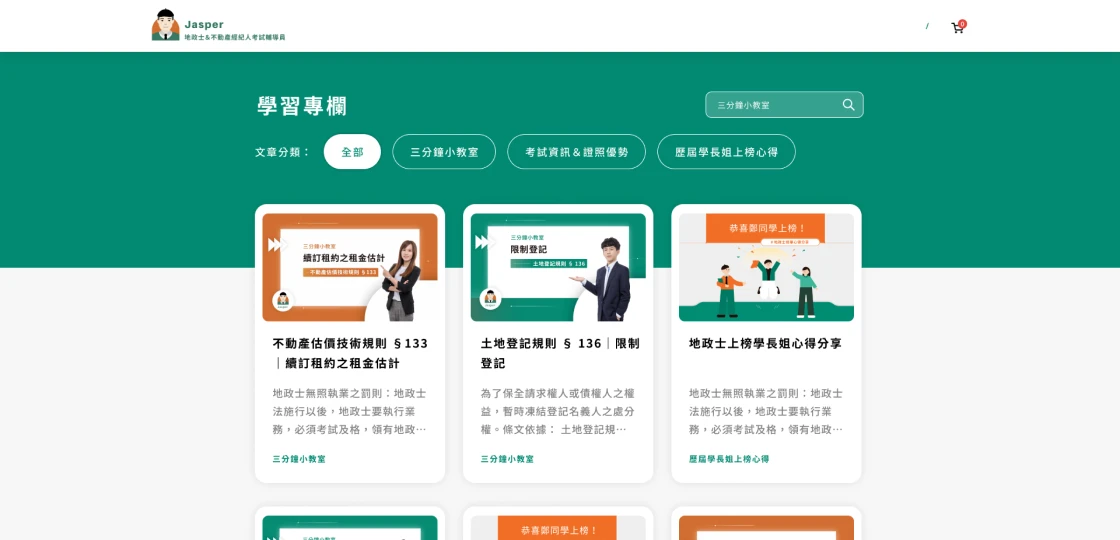 Jasper
地政士&不動產經紀人考試輔導員
/
0
學習專欄
三分鐘小教室
文章分類：
全部
三分鐘小教室
考試資訊＆證照優勢
歷屆學長姐上榜心得
三分鐘小教室
續訂租約之租金估計
不動產估價技術規則 §133
不動產估價技術規則 §133
｜續訂租約之租金估計
地政士無照執業之罰則：地政士
法施行以後，地政士要執行業
務，必須考試及格，領有地政…
三分鐘小教室
三分鐘小教室
限制登記
土地登記規則 § 136
土地登記規則 § 136｜限制
登記
為了保全請求權人或債權人之權
益，暫時凍結登記名義人之處分
權。條文依據： 土地登記規…
三分鐘小教室
恭喜鄭同學上榜！
地政士上榜學長姐心得分享
地政士無照執業之罰則：地政士
法施行以後，地政士要執行業
務，必須考試及格，領有地政…
歷屆學長姐上榜心得
三分鐘小教室
恭喜鄭同學上榜！